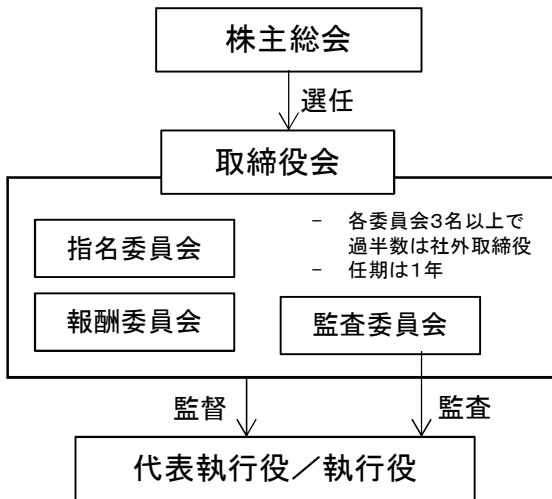 株主総会
選任
取締役会
指名委員会
－ 各委員会3名以上で
過半数は社外取締役
－ 任期は1年
報酬委員会
監査委員会
監督
監査
代表執行役／執行役